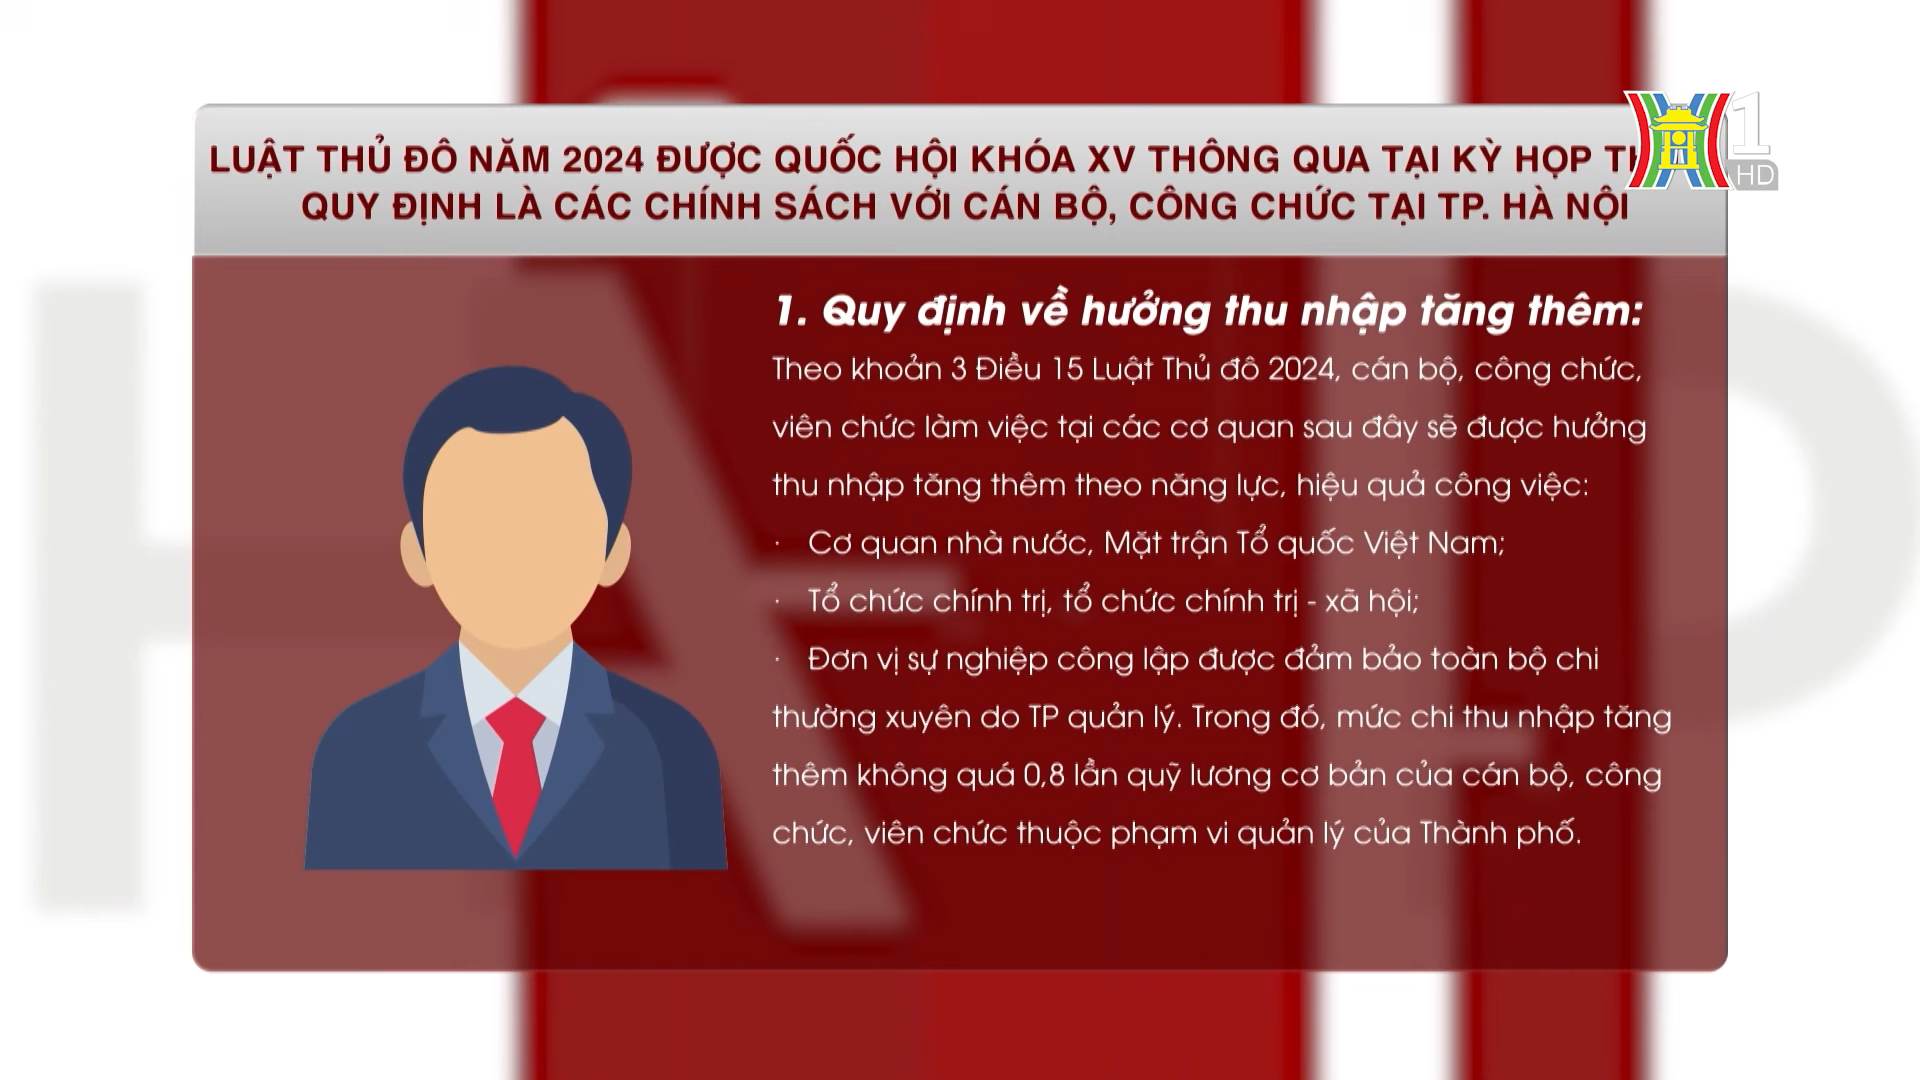 LUẬT THỦ ĐÔ NĂM 2024 ĐƯỢC QUỐC HỘI KHÓA XV THÔNG QUA TẠI KỲ HỌP
QUY ĐỊNH LÀ CÁC CHÍNH SÁCH VỚI CÁN BỘ, CÔNG CHỨC TẠI TP. HÀ NỘI
1
HD
1. Quy định về hưởng thu nhập tăng thêm:
Theo khoản 3 Điều 15 Luật Thủ đô 2024, cán bộ, công chức,
viên chức làm việc tại các cơ quan sau đây sẽ được hưởng
thu nhập tăng thêm theo năng lực, hiệu quả công việc:
· Cơ quan nhà nước, Mặt trận Tổ quốc Việt Nam;
· Tổ chức chính trị, tổ chức chính trị - xã hội;
· Đơn vị sự nghiệp công lập được đảm bảo toàn bộ chi
thường xuyên do TP quản lý. Trong đó, mức chi thu nhập tăng
thêm không quá 0,8 lần quỹ lương cơ bản của cán bộ, công
chức, viên chức thuộc phạm vi quản lý của Thành phố.